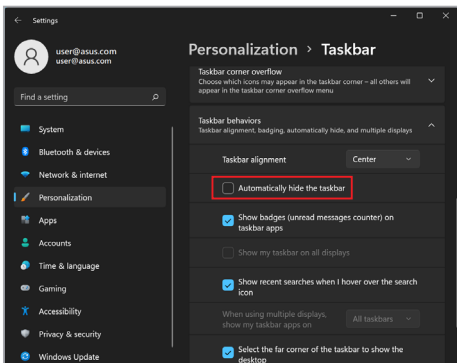 Settings
user@asus.com
user@asus.com
Find a setting
System
Bluetooth & devices
Network & internet
Personalization
Apps
Accounts
Time & language
Gaming
Accessibility
Privacy & security
Windows Update
Personalization > Taskbar
Taskbar corner overflow
Choose which icons may appear in the taskbar corner – all others will
appear in the taskbar corner overflow menu
Taskbar behaviors
Taskbar alignment, badging, automatically hide, and multiple displays
Taskbar alignment
Center
Automatically hide the taskbar
Show badges (unread messages counter) on
taskbar apps
Show my taskbar on all displays
Show recent searches when I hover over the search
icon
When using multiple displays,
show my taskbar apps on
All taskbars
Select the far corner of the taskbar to show the
desktop